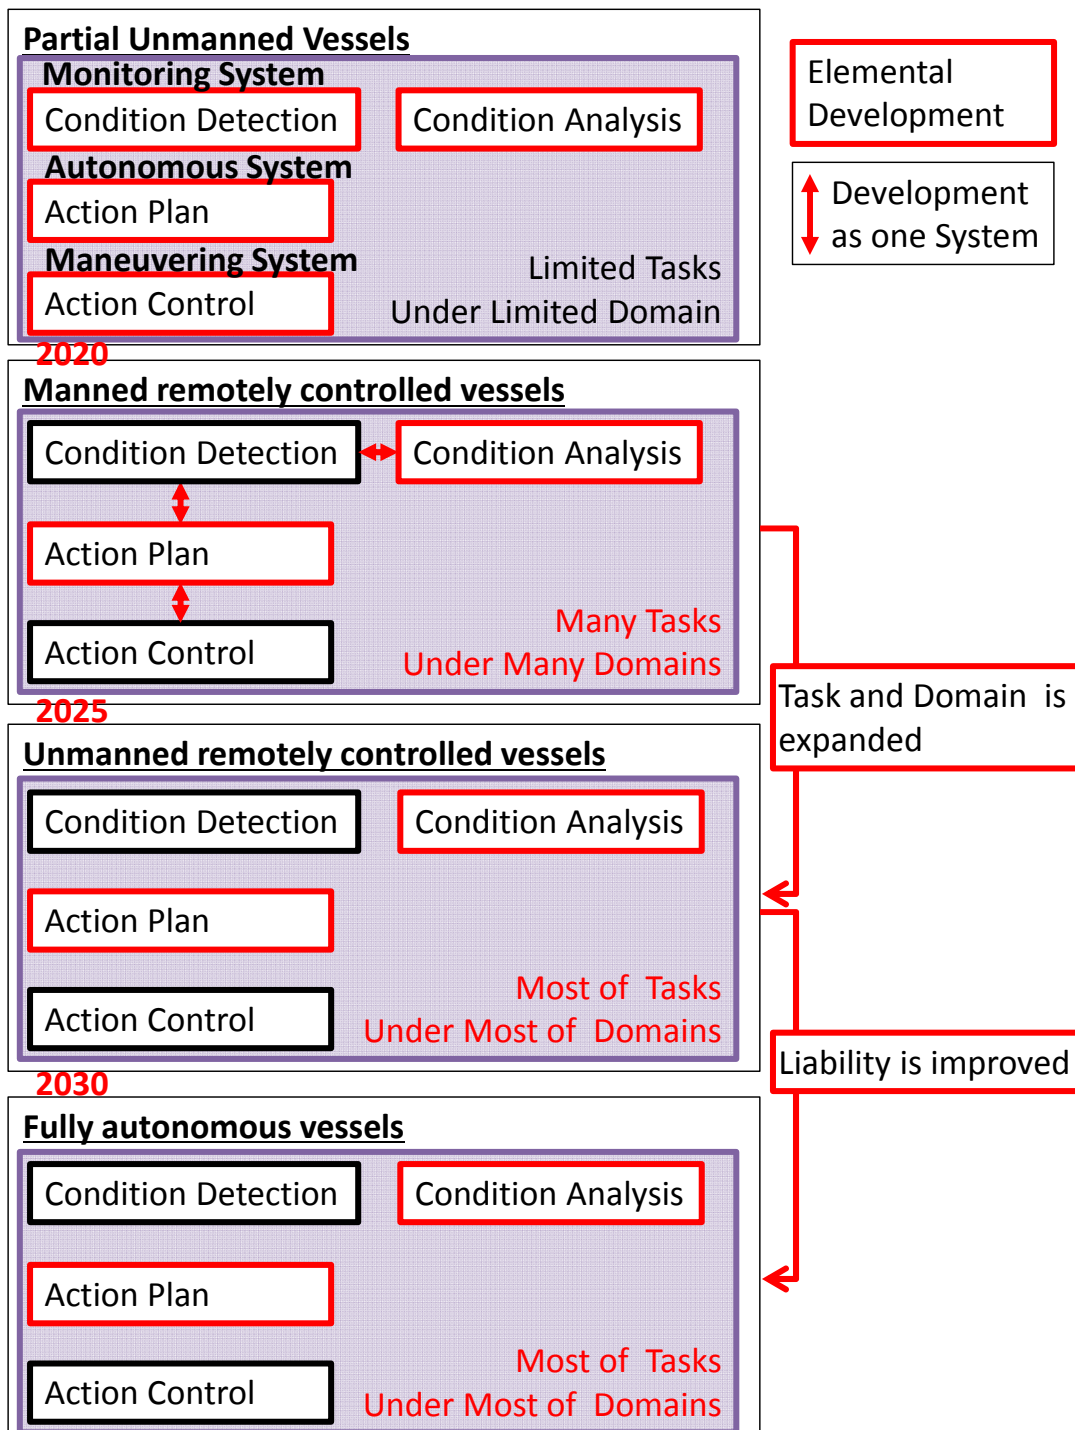 Partial Unmanned Vessels
Monitoring System
Condition Detection
Condition Analysis
Autonomous System
Action Plan
Maneuvering System
Action Control
Limited Tasks
Under Limited Domain
2020
Elemental
Development
Development
as one System
Manned remotely controlled vessels
Condition Detection
Condition Analysis
Action Plan
Action Control
Many Tasks
Under Many Domains
2025
Task and Domain is
expanded
Unmanned remotely controlled vessels
Condition Detection
Condition Analysis
Action Plan
Action Control
Most of Tasks
Under Most of Domains
2030
Liability is improved
Fully autonomous vessels
Condition Detection
Condition Analysis
Action Plan
Action Control
Most of Tasks
Under Most of Domains